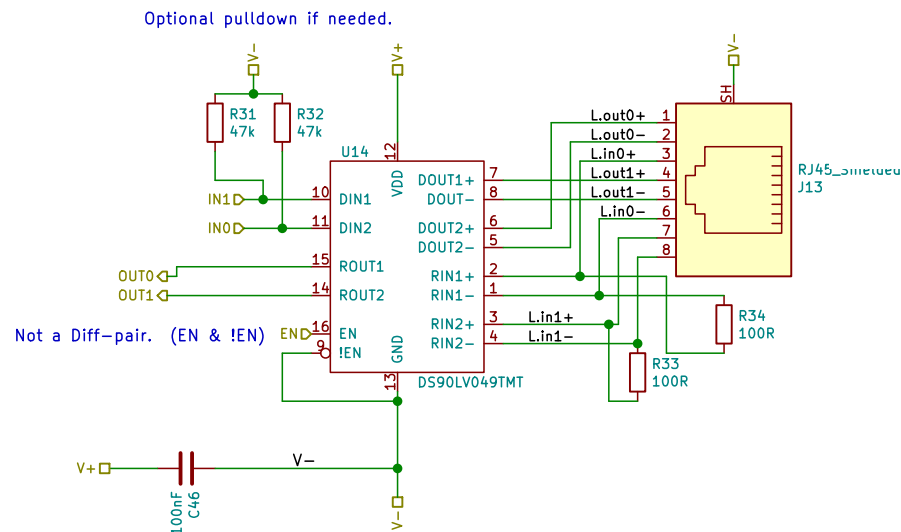 Optional pulldown if needed.
V-
V+
V-
R31
47k
R32
47k
U14
12
VDD
SH
L.out0+ 1
L.out0- 2
L.in0+ 3
L.out1+ 4
L.out1- 5
L.in0- 6
7
8
J13
IN1 10 DIN1
IN0 11 DIN2
OUT0 15 ROUT1
OUT1 14 ROUT2
EN 16 EN
9 !EN
DOUT1+ 7
DOUT- 8
DOUT2+ 6
DOUT2- 5
RIN1+ 2
RIN1- 1
RIN2+ 3 L.in1+
RIN2- 4 L.in1-
GND
13
DS90LV049TMT
Not a Diff-pair. (EN & !EN)
R34
100R
R33
100R
V+
V-
100nF
C46
V-